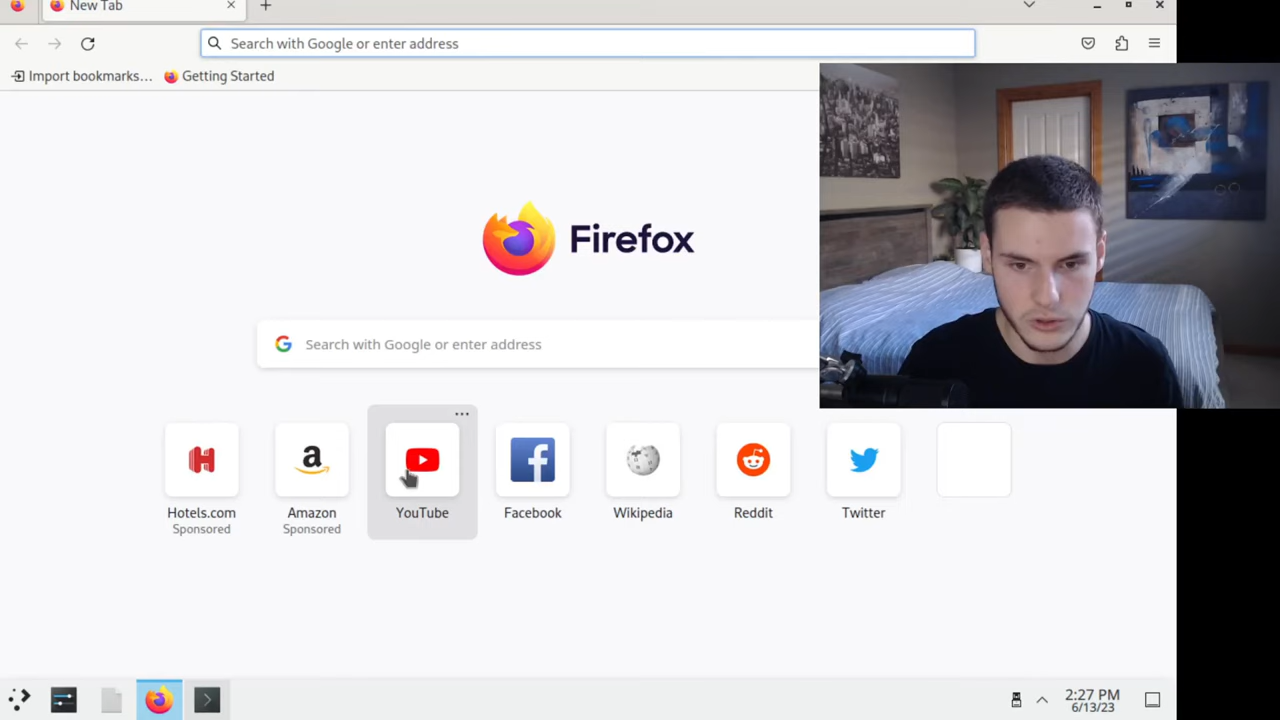 New Tab
Search with Google or enter address
Import bookmarks...
Getting Started
Firefox
Search with Google or enter address
Hotels.com
Sponsored
Amazon
Sponsored
YouTube
Facebook
Wikipedia
Reddit
Twitter
2:27 PM
6/13/23